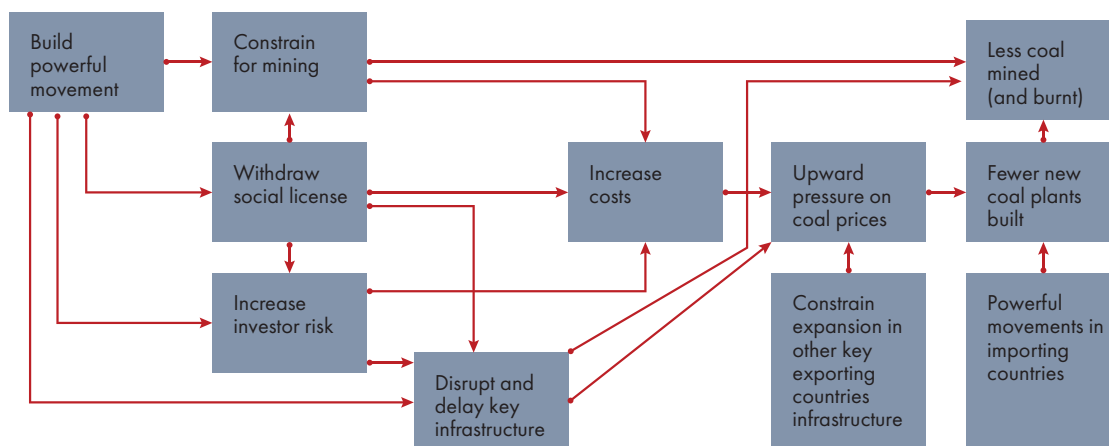 Build
powerful
movement
Constrain
for mining
Less coal
mined
(and burnt)
Withdraw
social license
Increase
costs
Upward
pressure on
coal prices
Fewer new
coal plants
built
Increase
investor risk
Disrupt and
delay key
infrastructure
Constrain
expansion in
other key
exporting
countries
infrastructure
Powerful
movements in
importing
countries